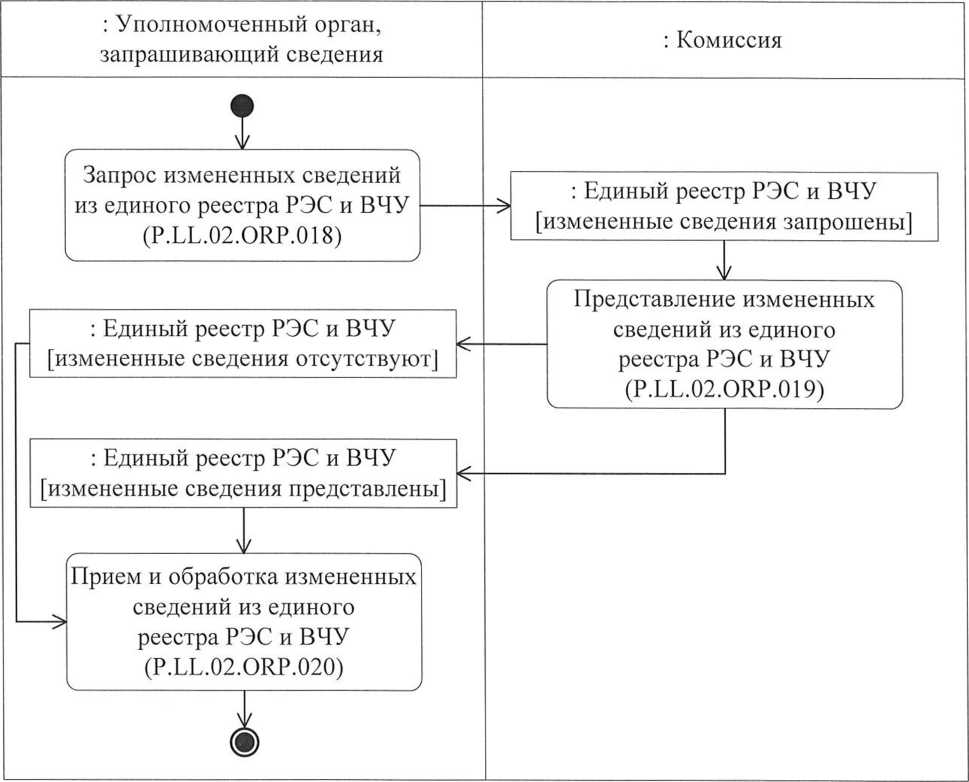 : Уполномоченный орган,
запрашивающий сведения
: Комиссия
Запрос измененных сведений
из единого реестра РЭС и ВЧУ
(P.LL.02.ORP.018)
: Единый реестр РЭС и ВЧУ
[измененные сведения запрошены]
Представление измененных
сведений из единого
реестра РЭС и ВЧУ
(P.LL.02.ORP.019)
: Единый реестр РЭС и ВЧУ
[измененные сведения отсутствуют]
: Единый реестр РЭС и ВЧУ
[измененные сведения представлены]
Прием и обработка измененных
сведений из единого
реестра РЭС и ВЧУ
(P.LL.02.ORP.020)